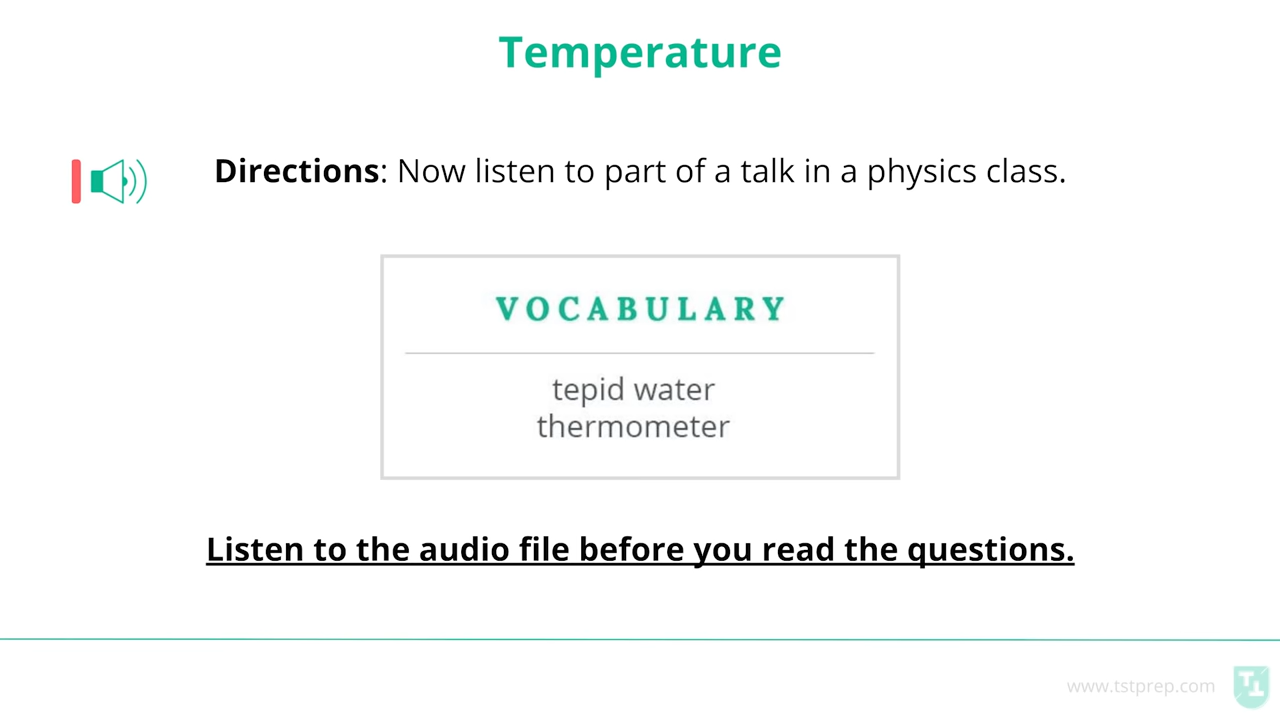 Temperature
Directions: Now listen to part of a talk in a physics class.
VOCABULARY
tepid water
thermometer
Listen to the audio file before you read the questions.
www.tstprep.com